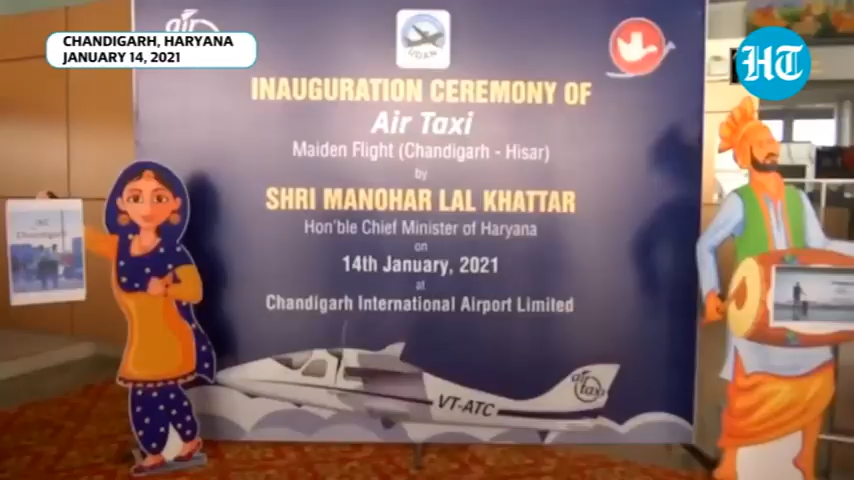 CHANDIGARH, HARYANA
JANUARY 14, 2021
HT
air
UDAN
INAUGURATION CEREMONY OF
Air Taxi
Maiden Flight (Chandigarh - Hisar)
by
SHRI MANOHAR LAL KHATTAR
Hon'ble Chief Minister of Haryana
on
14th January, 2021
at
Chandigarh International Airport Limited
air
taxi
VT-ATC